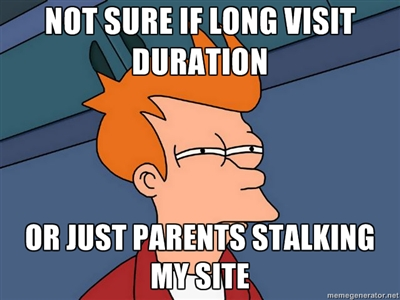 NOT SURE IF LONG VISIT
DURATION
OR JUST PARENTS STALKING
MY SITE
memegenerator.net